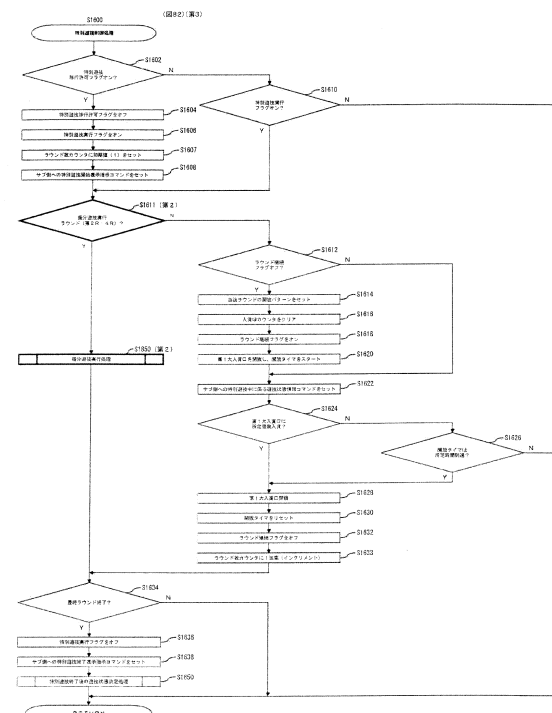 (図82)(第3)
S1600
特別遊技制御処理
S1602
特別遊技
移行許可フラグオン?
N
Y
S1610
特別遊技実行
フラグオン?
N
Y
S1604
特別遊技移行許可フラグをオフ
S1606
特別遊技実行フラグをオン
S1607
ラウンド数カウンタに初期値(1)をセット
S1608
サブ側への特別遊技開始表示指示コマンドをセット
S1611(第2)
振分遊技実行
ラウンド
N
Y
S1612
ラウンド継続
フラグオフ?
N
Y
S1614
当該ラウンドの開放パターンをセット
S1616
入賞球カウンタをクリア
S1618
ラウンド継続フラグをオン
S1620
第1大入賞口を開放し、開放タイマをスタート
S1850(第2)
振分遊技実行処理
S1622
サブ側への特別遊技中に係る遊技状態情報コマンドをセット
S1624
第1大入賞口に
所定個数入賞?
N
Y
S1626
開放タイマは
所定時間到達?
N
Y
S1628
第1大入賞口閉鎖
S1630
開放タイマをリセット
S1632
ラウンド継続フラグをオフ
S1633
ラウンド数カウンタに1加算(インクリメント)
S1634
最終ラウンド終了?
N
Y
S1636
特別遊技実行フラグをオフ
S1638
サブ側への特別遊技終了表示指示コマンドをセット
S1650
特別遊技終了後の遊技状態決定処理